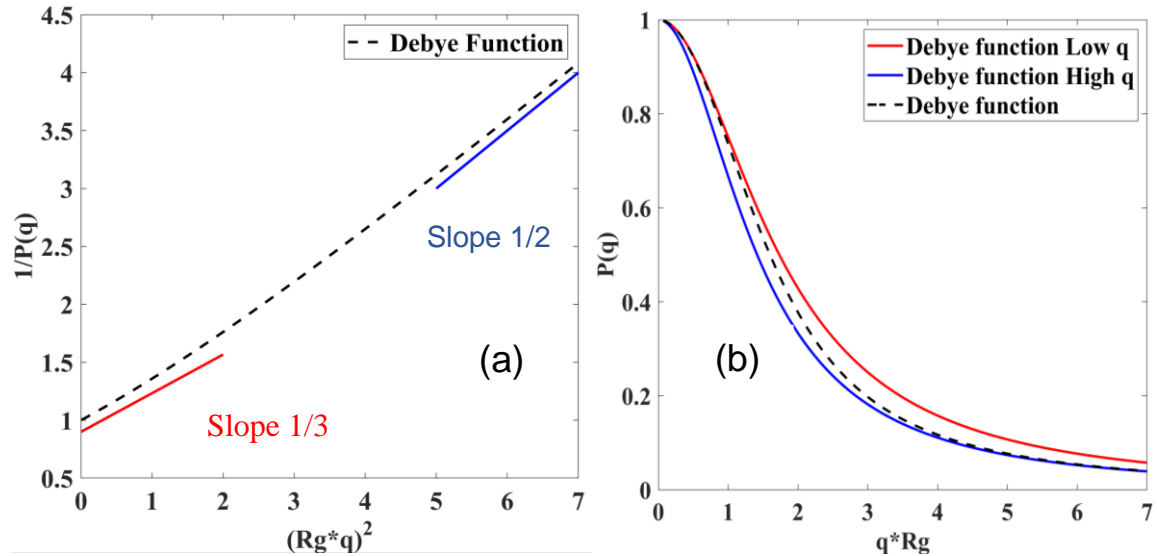 4.5
4
3.5
3
2.5
2
1.5
1
0.5
1/P(q)
Debye Function
Slope 1/2
(a)
Slope 1/3
0 1 2 3 4 5 6 7
(Rg*q)²
1
0.8
0.6
0.4
0.2
0
P(q)
Debye function Low q
Debye function High q
Debye function
(b)
0 1 2 3 4 5 6 7
q*Rg